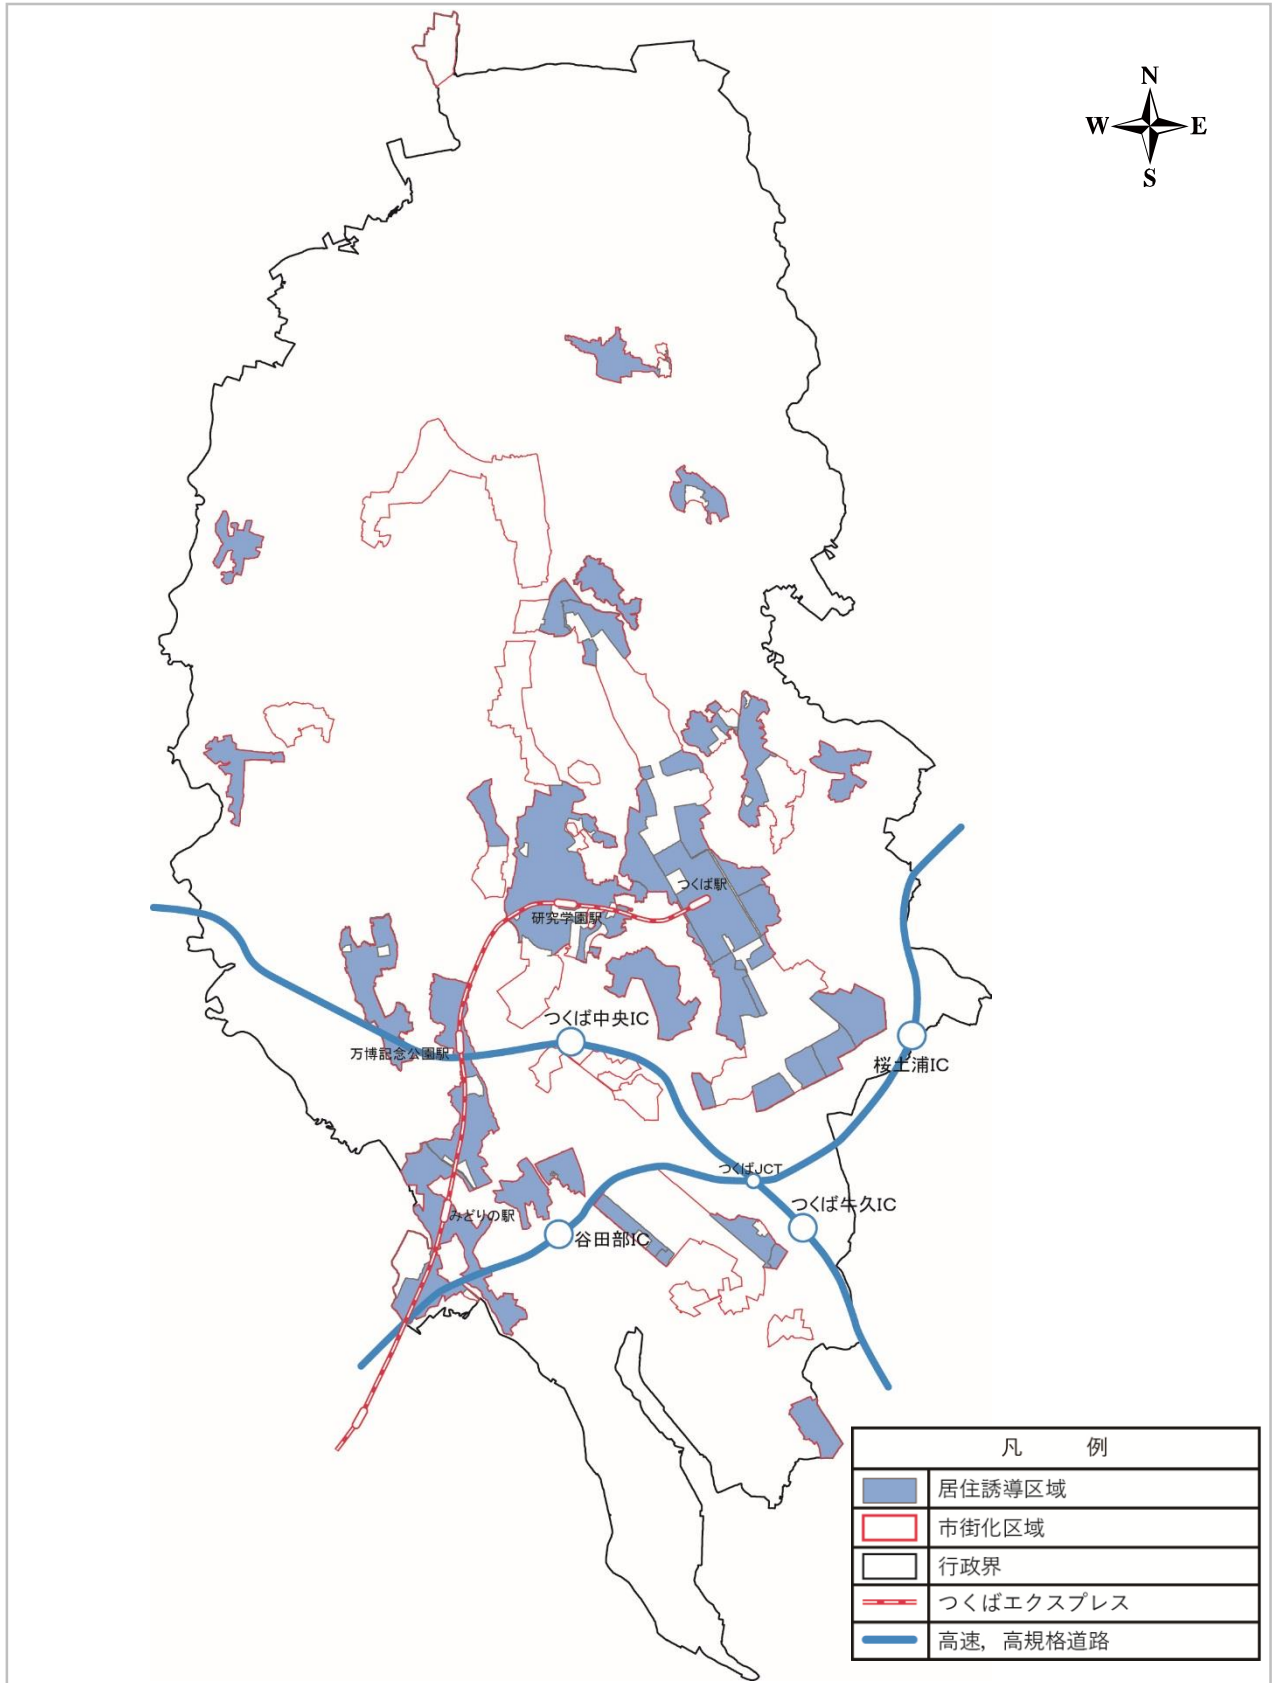 N
W E
S
つくば駅
研究学園駅
つくば中央IC
万博記念公園駅
桜土浦IC
つくばJCT
つくば牛久IC
みどりの駅
谷田部IC
凡 例
居住誘導区域
市街化区域
行政界
つくばエクスプレス
高速，高規格道路